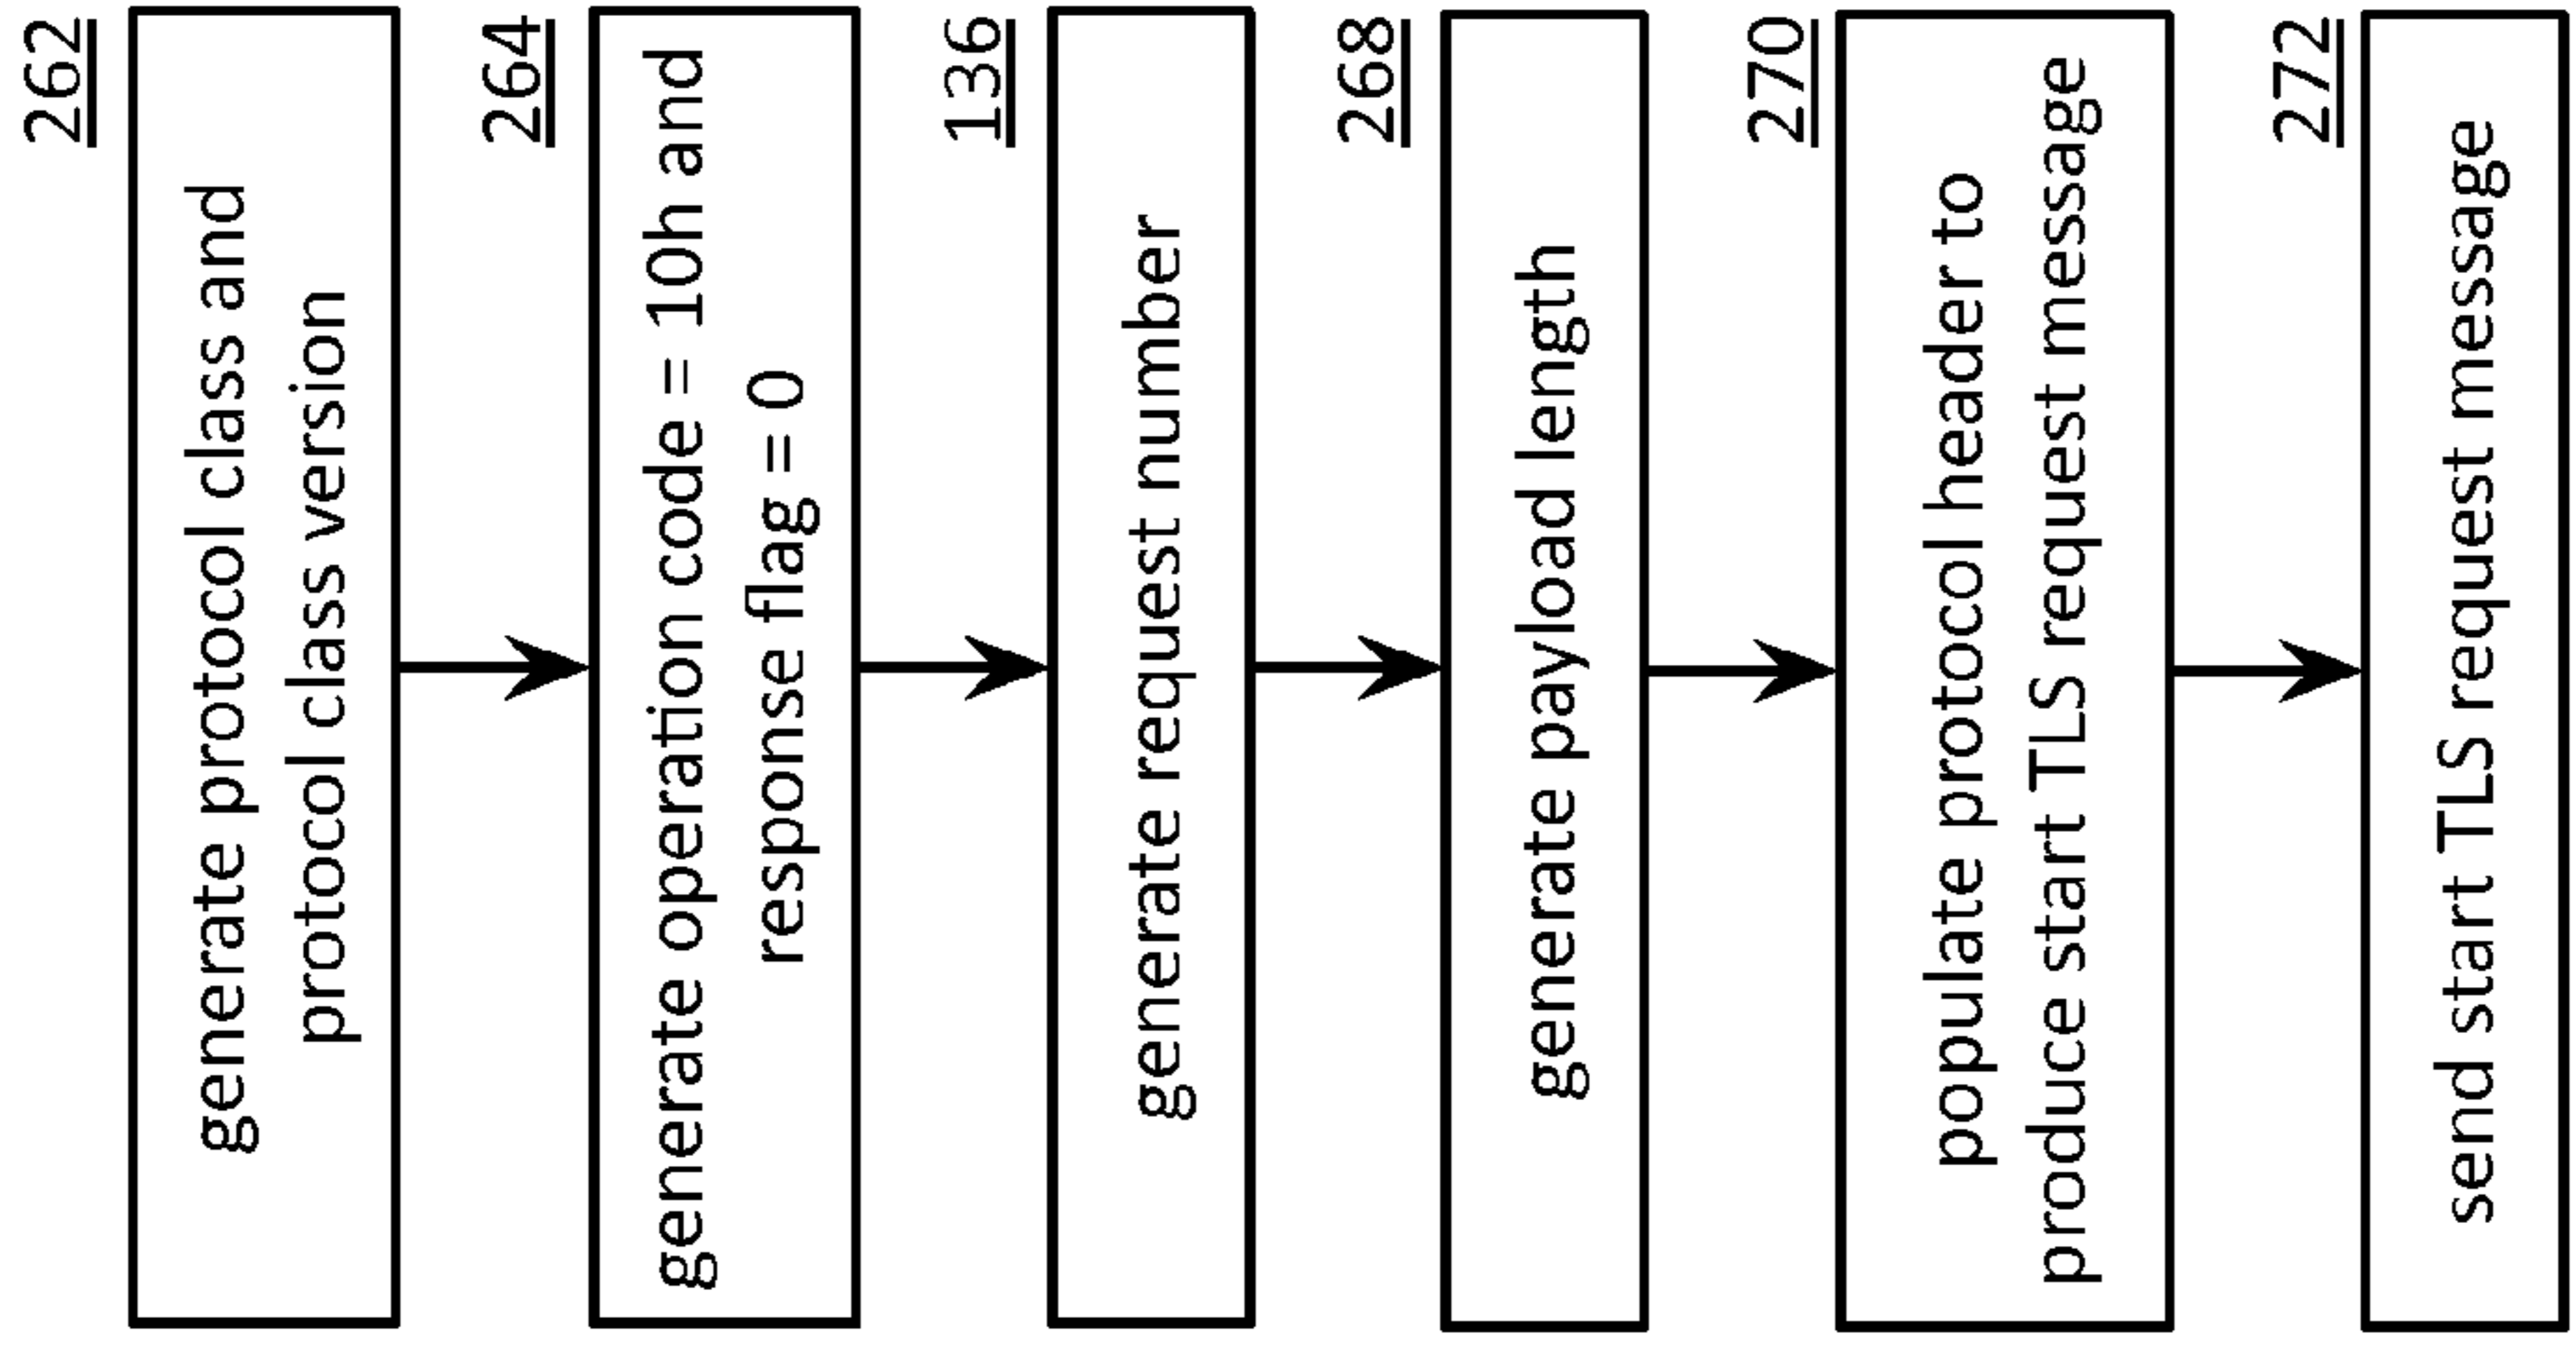 262
generate protocol class and
protocol class version
264
generate operation code = 10h and
response flag = 0
136
generate request number
268
generate payload length
270
populate protocol header to
produce start TLS request message
272
send start TLS request message